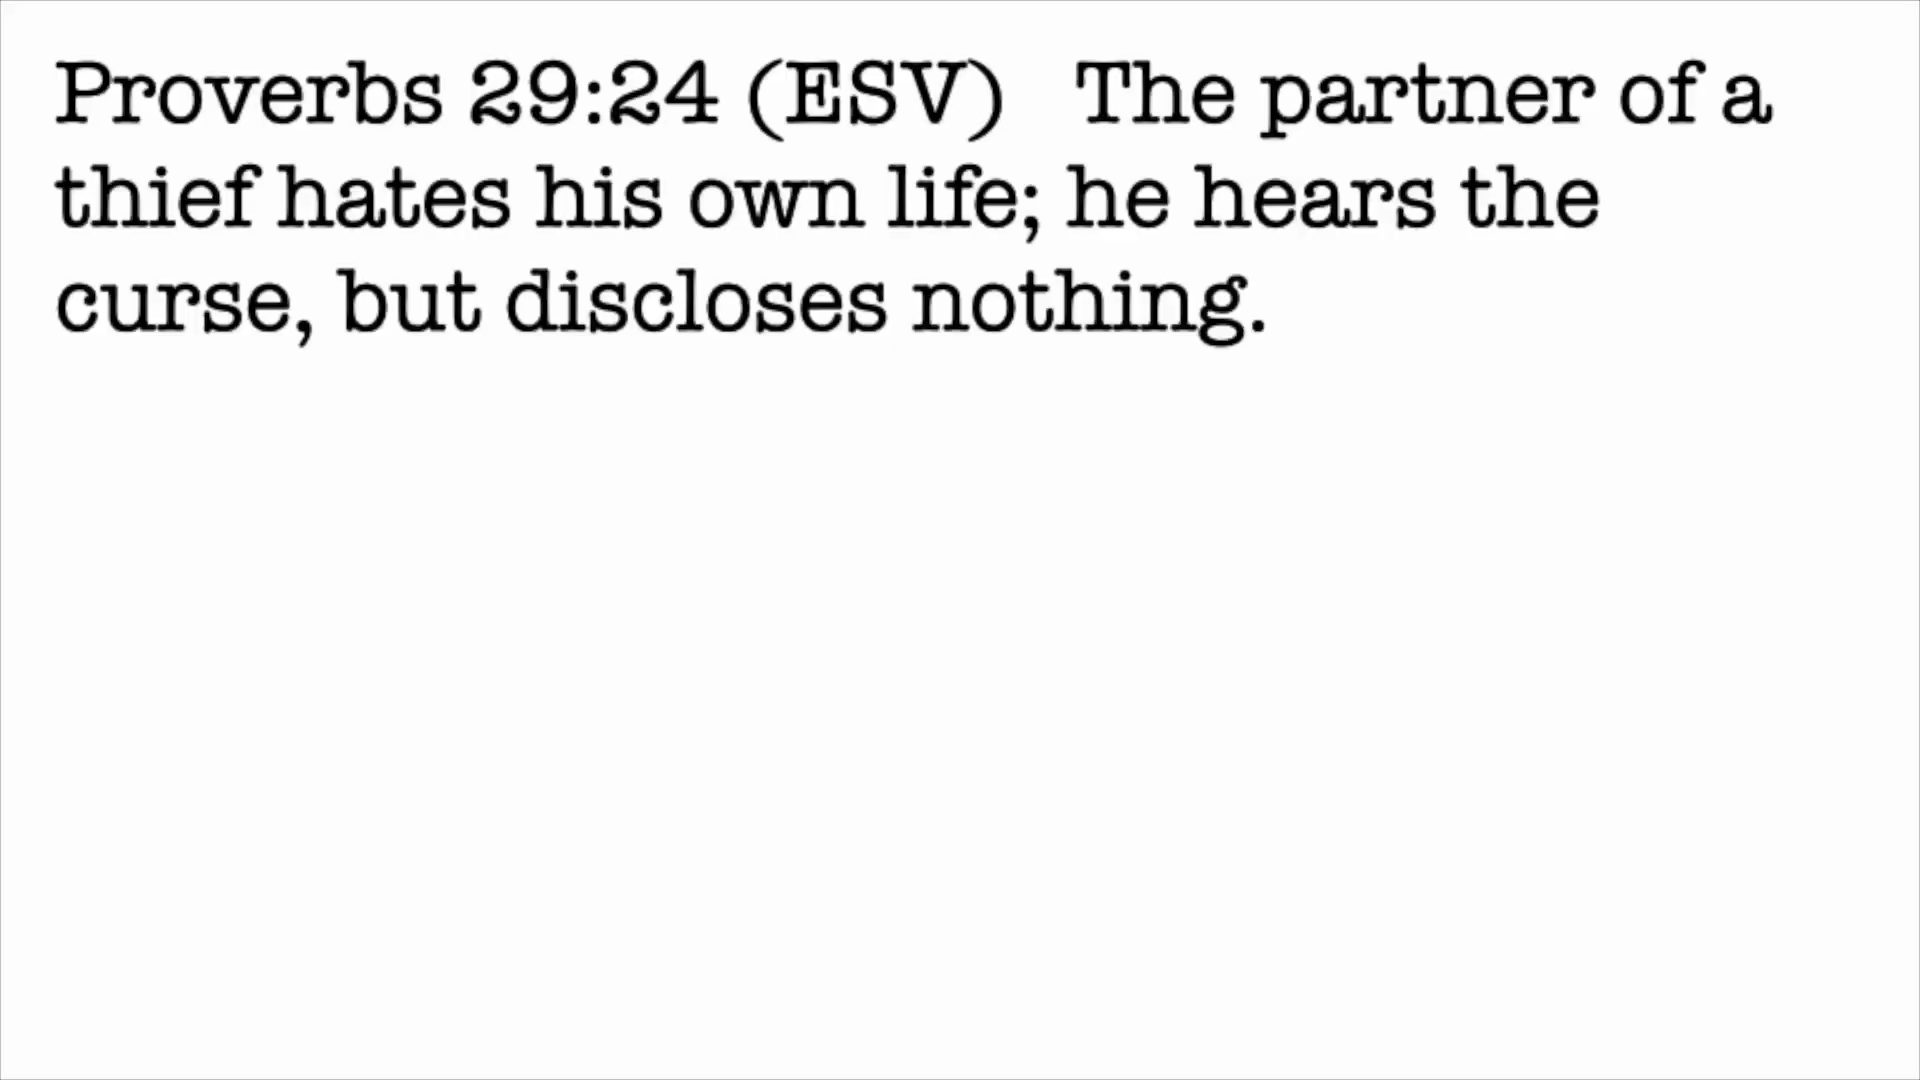 Proverbs 29:24 (ESV)   The partner of a
thief hates his own life; he hears the
curse, but discloses nothing.